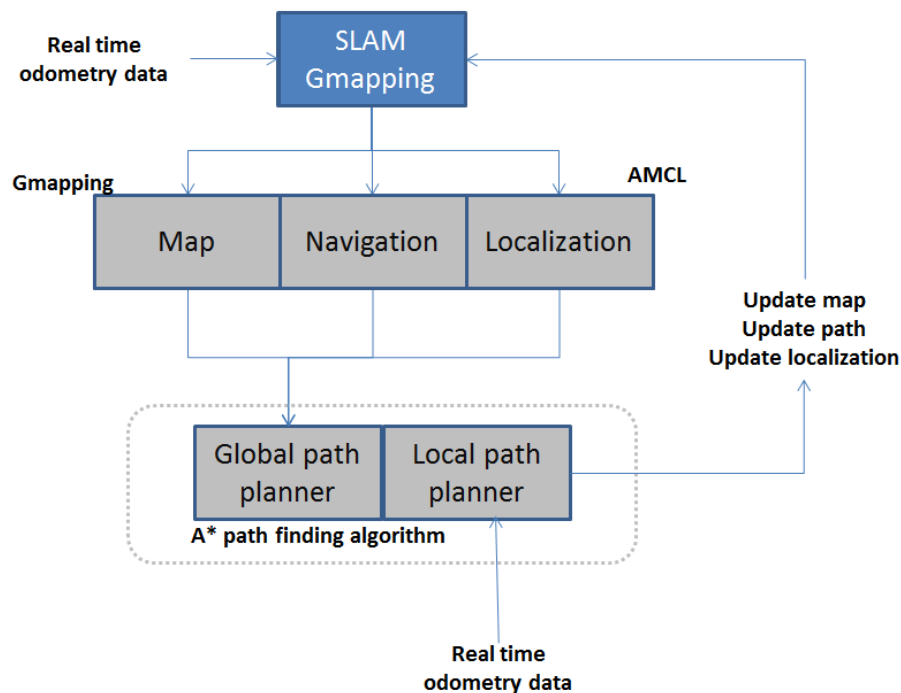 Real time
odometry data
SLAM
Gmapping
Gmapping
AMCL
Map
Navigation
Localization
Update map
Update path
Update localization
Global path
planner
Local path
planner
A* path finding algorithm
Real time
odometry data